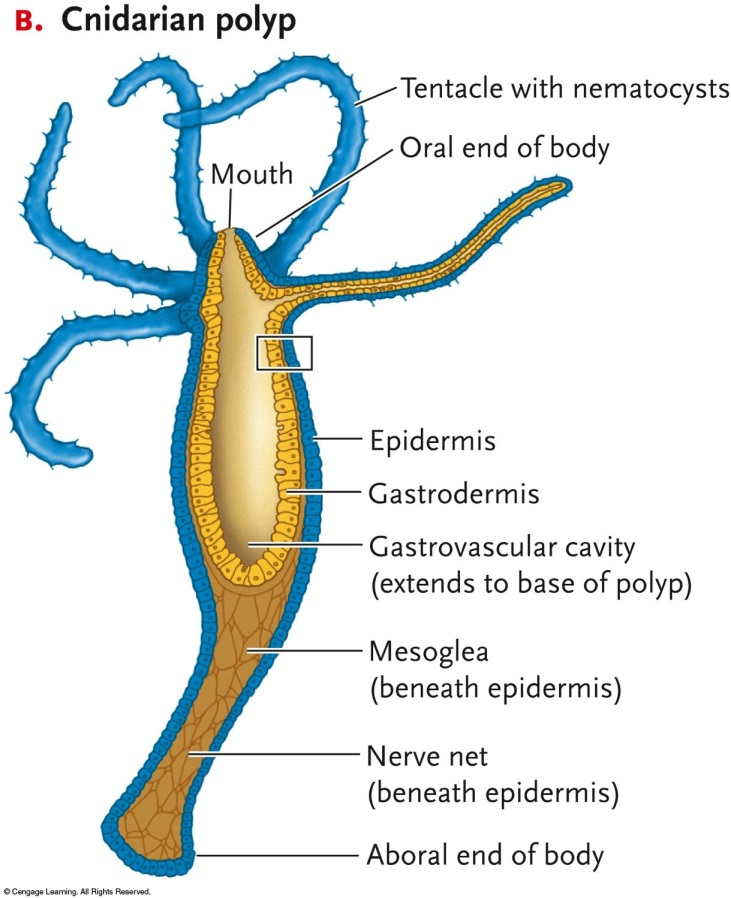 B. Cnidarian polyp
Tentacle with nematocysts
Oral end of body
Mouth
Epidermis
Gastrodermis
Gastrovascular cavity
(extends to base of polyp)
Mesoglea
(beneath epidermis)
Nerve net
(beneath epidermis)
Aboral end of body
© Cengage Learning. All Rights Reserved.